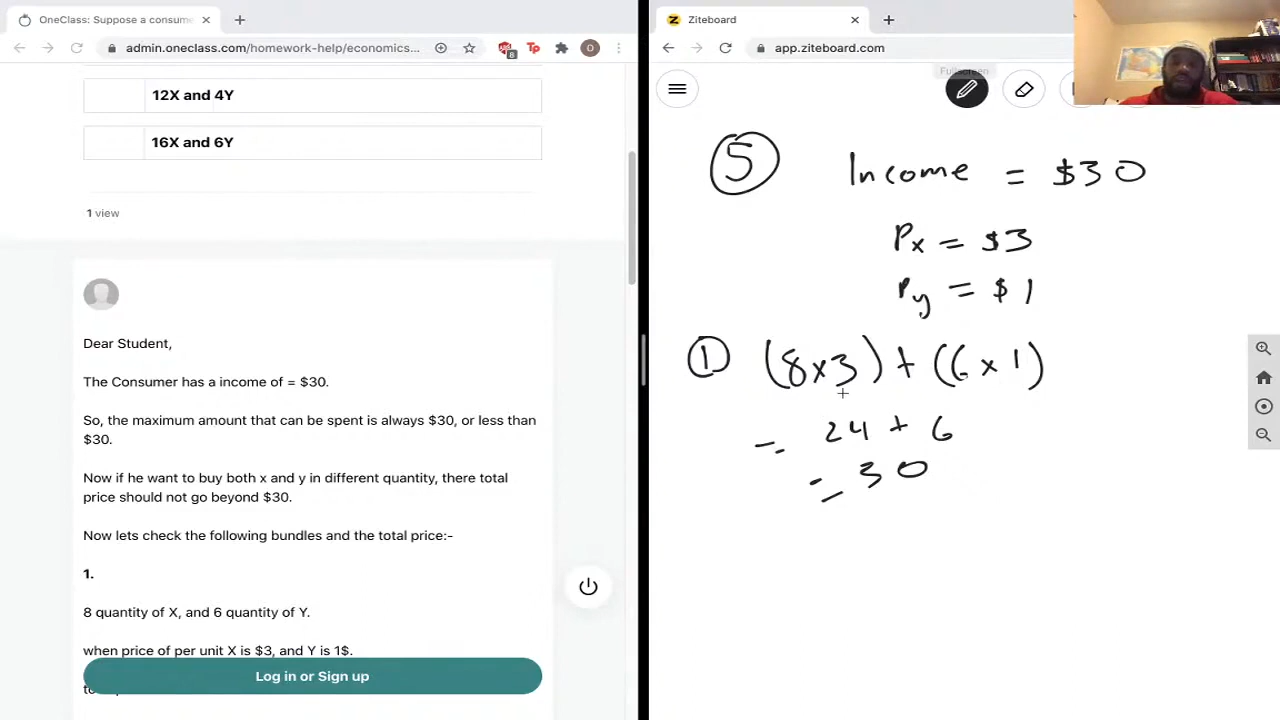 OneClass: Suppose a consume
admin.oneclass.com/homework-help/economics...
8
Tp
O
12X and 4Y
16X and 6Y
1 view
Dear Student,
The Consumer has a income of = $30.
So, the maximum amount that can be spent is always $30, or less than
$30.
Now if he want to buy both x and y in different quantity, there total
price should not go beyond $30.
Now lets check the following bundles and the total price:-
1.
8 quantity of X, and 6 quantity of Y.
when price of per unit X is $3, and Y is 1$.
Log in or Sign up
Z Ziteboard
app.ziteboard.com
Fullscreen
5 Income = $30
Px = $3
Py = $1
1 (8x3) + (6x1)
= 24 + 6
= 30